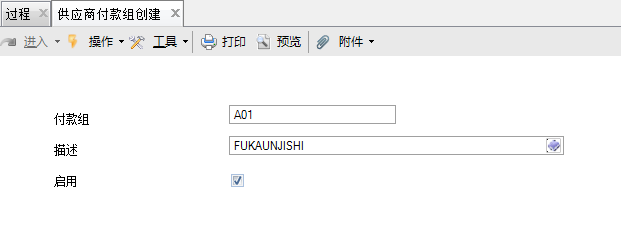 过程 供应商付款组创建
进入 操作 工具 打印 预览 附件
付款组 A01
描述 FUKAUNJISHI
启用